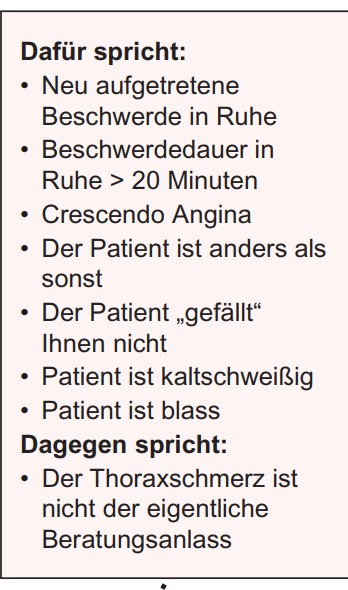 Dafür spricht:
• Neu aufgetretene
Beschwerde in Ruhe
• Beschwerdedauer in
Ruhe > 20 Minuten
• Crescendo Angina
• Der Patient ist anders als
sonst
• Der Patient „gefällt“
Ihnen nicht
• Patient ist kaltschweißig
• Patient ist blass
Dagegen spricht:
• Der Thoraxschmerz ist
nicht der eigentliche
Beratungsanlass